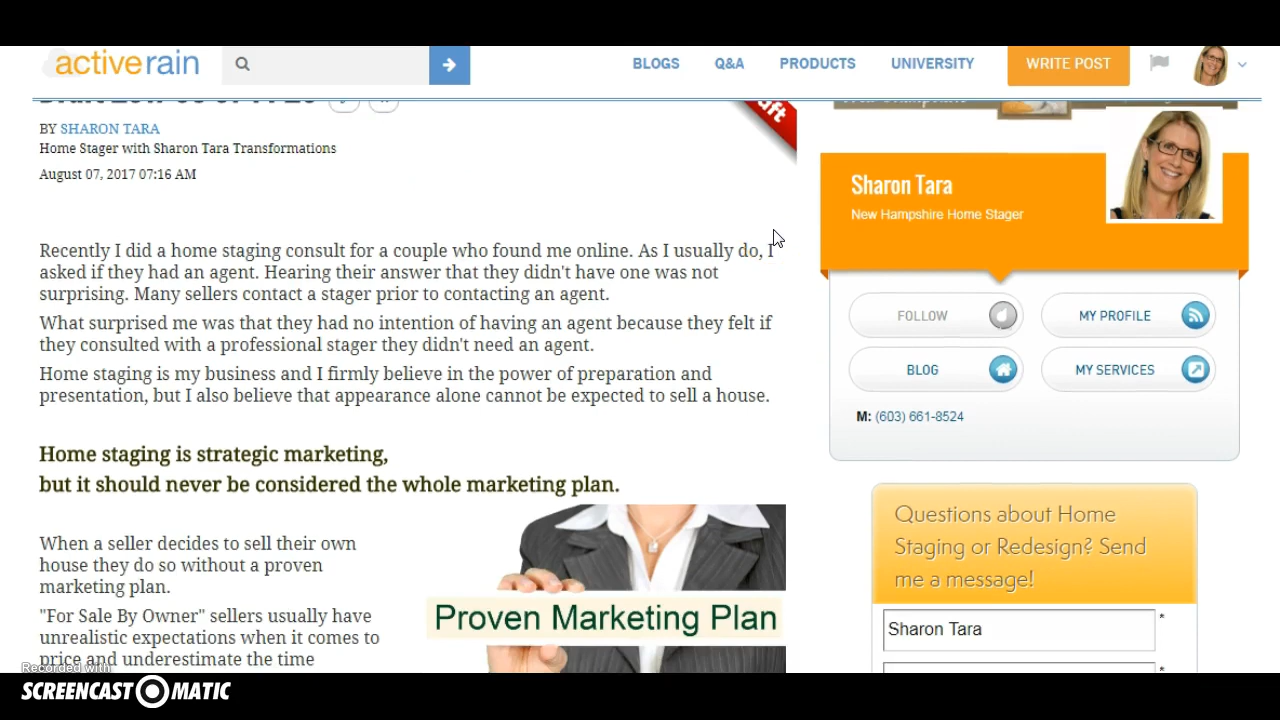 activerain
BLOGS
Q&A
PRODUCTS
UNIVERSITY
WRITE POST
BY SHARON TARA
Home Stager with Sharon Tara Transformations
August 07, 2017 07:16 AM
Recently I did a home staging consult for a couple who found me online. As I usually do, I
asked if they had an agent. Hearing their answer that they didn't have one was not
surprising. Many sellers contact a stager prior to contacting an agent.
What surprised me was that they had no intention of having an agent because they felt if
they consulted with a professional stager they didn't need an agent.
Home staging is my business and I firmly believe in the power of preparation and
presentation, but I also believe that appearance alone cannot be expected to sell a house.
Home staging is strategic marketing,
but it should never be considered the whole marketing plan.
When a seller decides to sell their own
house they do so without a proven
marketing plan.
"For Sale By Owner" sellers usually have
unrealistic expectations when it comes to
price and underestimate the time
Proven Marketing Plan
Sharon Tara
New Hampshire Home Stager
FOLLOW
MY PROFILE
BLOG
MY SERVICES
M: (603) 661-8524
Questions about Home
Staging or Redesign? Send
me a message!
Sharon Tara
*
*
Recorded with
SCREENCAST-O-MATIC